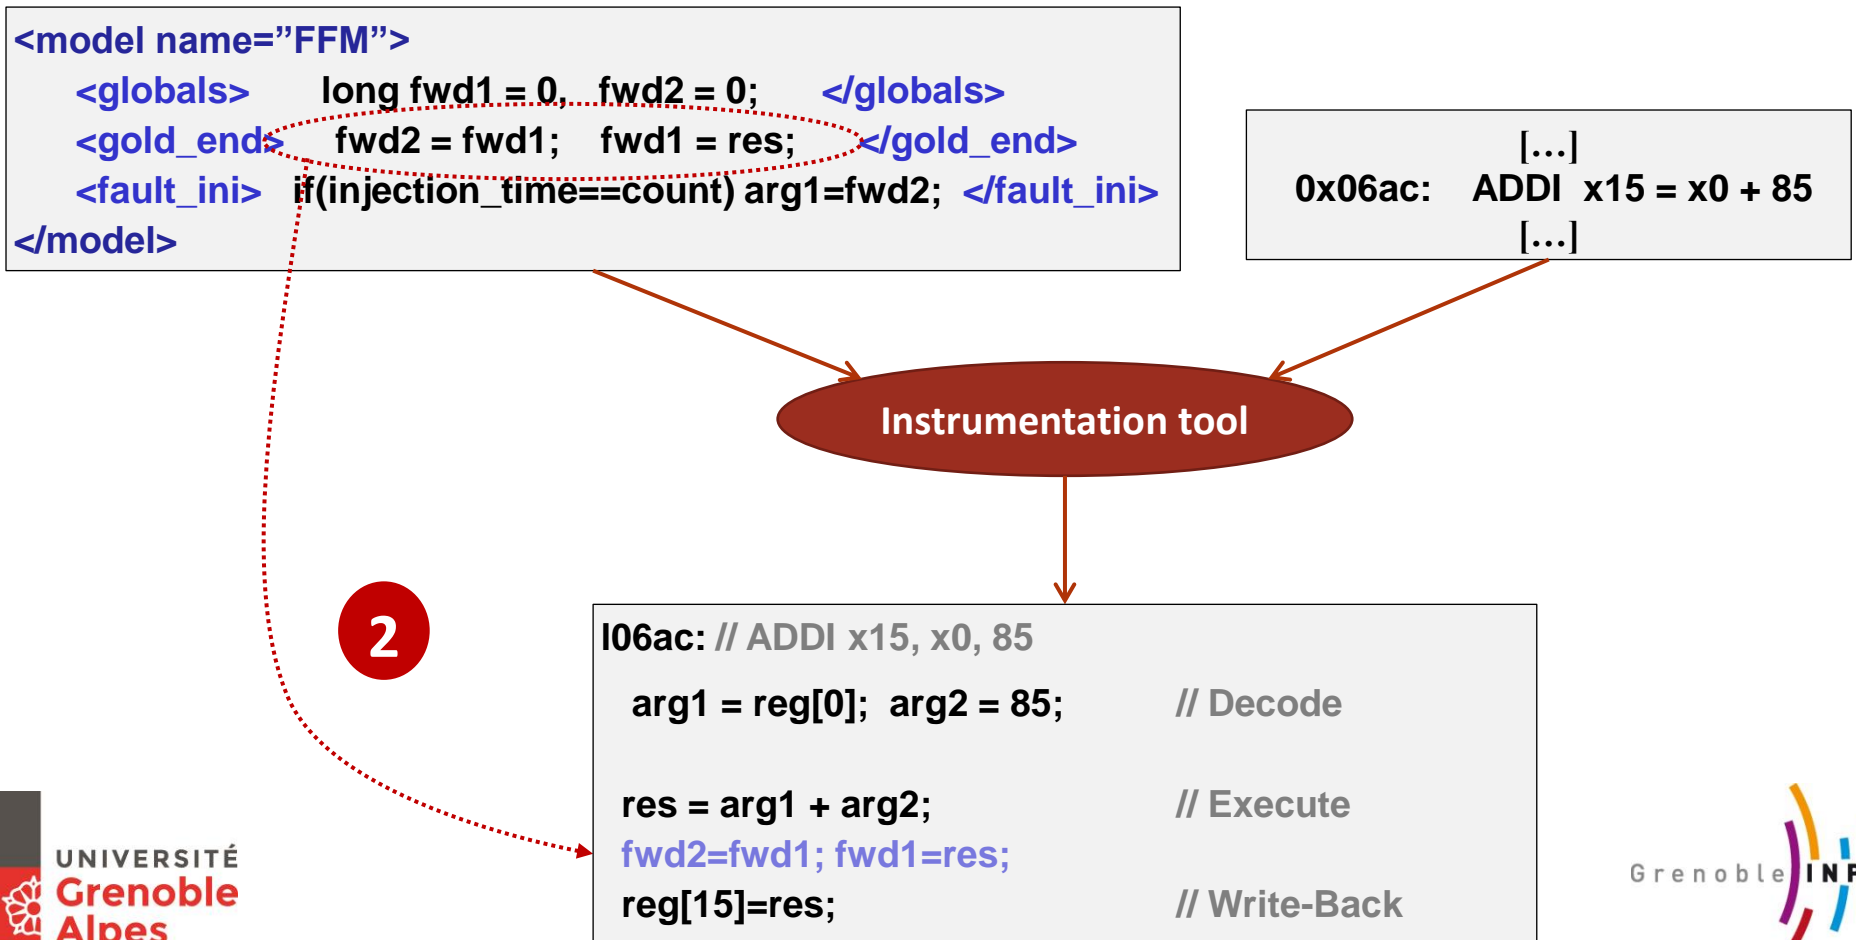 <model name=”FFM”>
<globals> long fwd1 = 0, fwd2 = 0; </globals>
<gold_end> fwd2 = fwd1; fwd1 = res; </gold_end>
<fault_ini> if(injection_time==count) arg1=fwd2; </fault_ini>
</model>
[…]
0x06ac: ADDI x15 = x0 + 85
[…]
Instrumentation tool
2
l06ac: // ADDI x15, x0, 85
arg1 = reg[0]; arg2 = 85; // Decode
res = arg1 + arg2; // Execute
fwd2=fwd1; fwd1=res;
reg[15]=res; // Write-Back
UNIVERSITÉ
Grenoble
Alpes
Grenoble INP